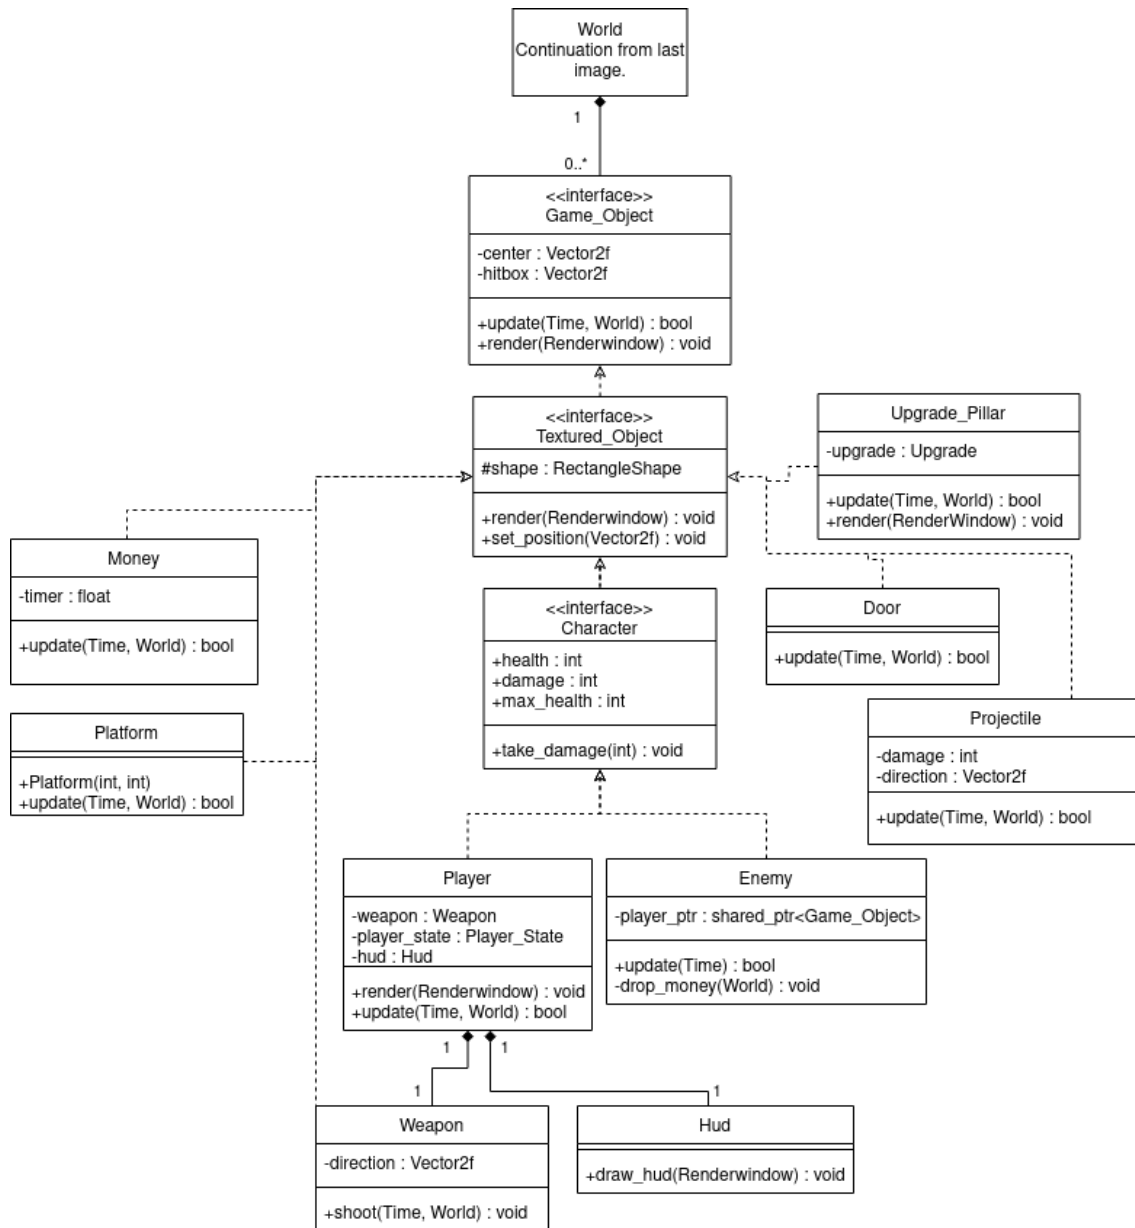 World
Continuation from last
image.
1
0..*
<<interface>>
Game_Object
-center : Vector2f
-hitbox : Vector2f
+update(Time, World) : bool
+render(Renderwindow) : void
<<interface>>
Textured_Object
#shape : RectangleShape
+render(Renderwindow) : void
+set_position(Vector2f) : void
Upgrade_Pillar
-upgrade : Upgrade
+update(Time, World) : bool
+render(RenderWindow) : void
Money
-timer : float
+update(Time, World) : bool
<<interface>>
Character
+health : int
+damage : int
+max_health : int
+take_damage(int) : void
Door
+update(Time, World) : bool
Platform
+Platform(int, int)
+update(Time, World) : bool
Projectile
-damage : int
-direction : Vector2f
+update(Time, World) : bool
Player
-weapon : Weapon
-player_state : Player_State
-hud : Hud
+render(Renderwindow) : void
+update(Time, World) : bool
Enemy
-player_ptr : shared_ptr<Game_Object>
+update(Time) : bool
-drop_money(World) : void
1
1
1
1
Weapon
-direction : Vector2f
+shoot(Time, World) : void
Hud
+draw_hud(Renderwindow) : void